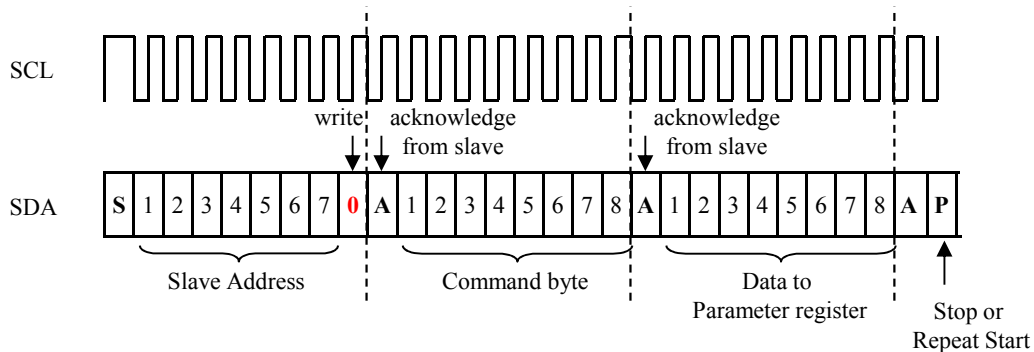 SCL
write
acknowledge
from slave
acknowledge
from slave
SDA
S 1 2 3 4 5 6 7 0 A 1 2 3 4 5 6 7 8 A 1 2 3 4 5 6 7 8 A P
Slave Address
Command byte
Data to
Parameter register
Stop or
Repeat Start